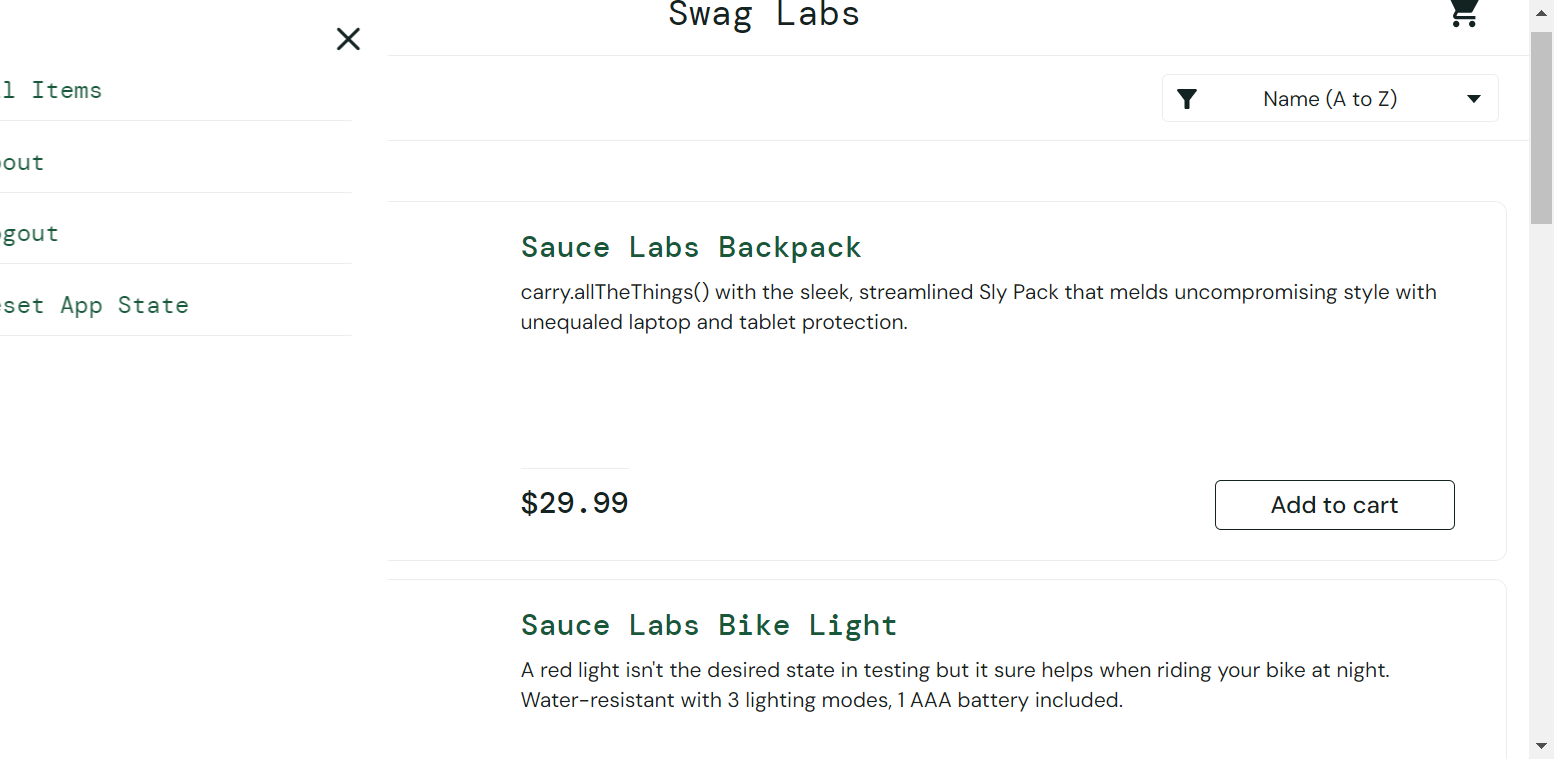 Swag Labs
l Items
out
gout
set App State
Name (A to Z)
Sauce Labs Backpack
carry.allTheThings() with the sleek, streamlined Sly Pack that melds uncompromising style with
unequaled laptop and tablet protection.
$29.99
Add to cart
Sauce Labs Bike Light
A red light isn't the desired state in testing but it sure helps when riding your bike at night.
Water-resistant with 3 lighting modes, 1 AAA battery included.